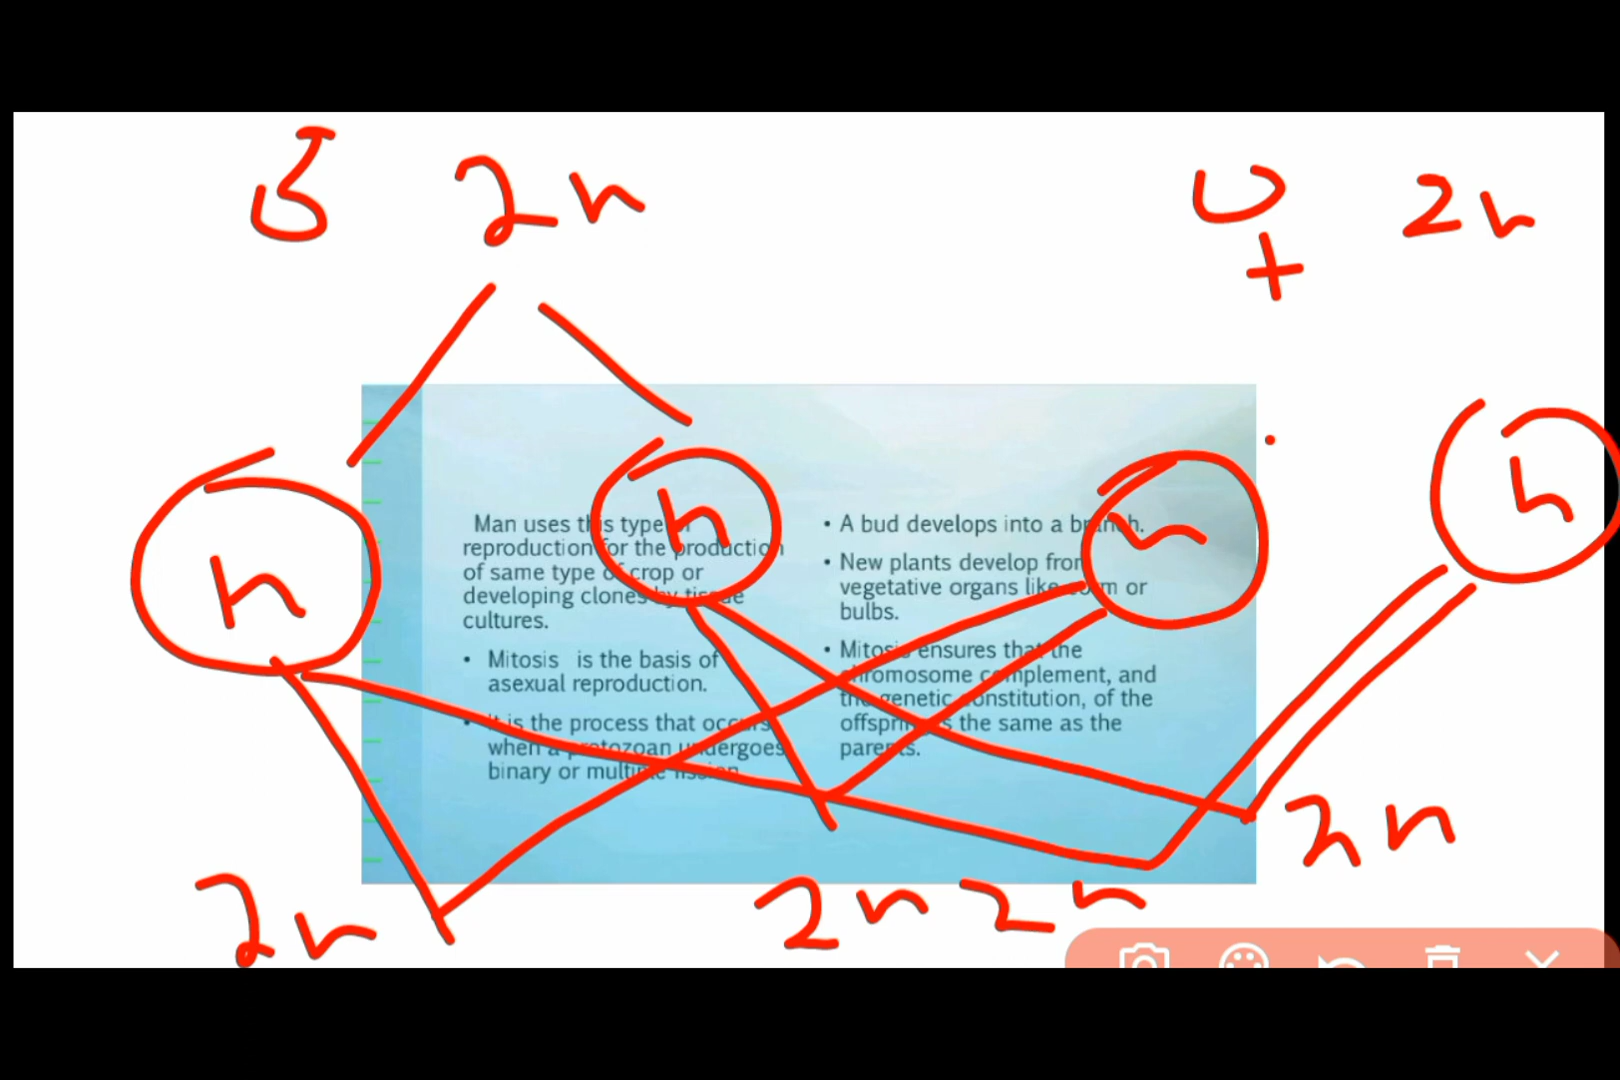 2n
2n
n
n
n
n
Man uses this type of
reproduction for the production
of same type of crop or
developing clones by tissue
cultures.
• Mitosis is the basis of
asexual reproduction.
• It is the process that occurs
when a protozoan undergoes
binary or multiple fission.
• A bud develops into a branch.
• New plants develop from
vegetative organs like corm or
bulbs.
• Mitosis ensures that the
chromosome complement, and
the genetic constitution, of the
offspring is the same as the
parents.
2n
2n
2n
2n